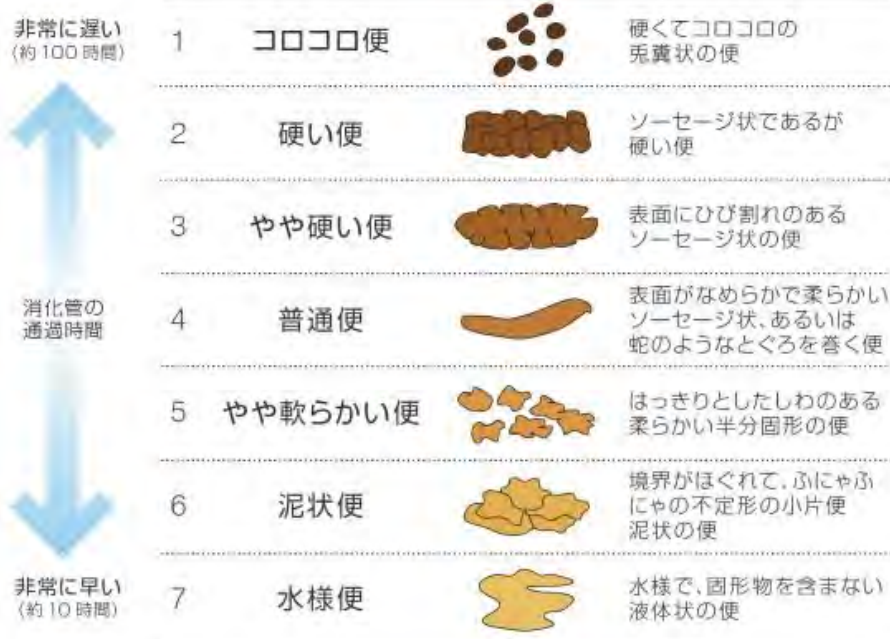 非常に遅い
(約100時間)
消化管の
通過時間
非常に早い
(約10時間)
1 コロコロ便
硬くてコロコロの
兎糞状の便
2 硬い便
ソーセージ状であるが
硬い便
3 やや硬い便
表面にひび割れのある
ソーセージ状の便
4 普通便
表面がなめらかで柔らかい
ソーセージ状、あるいは
蛇のようなとぐろを巻く便
5 やや軟らかい便
はっきりとしたしわのある
柔らかい半分固形の便
6 泥状便
境界がほぐれて、ふにゃふ
にゃの不定形の小片便
泥状の便
7 水様便
水様で、固形物を含まない
液体状の便